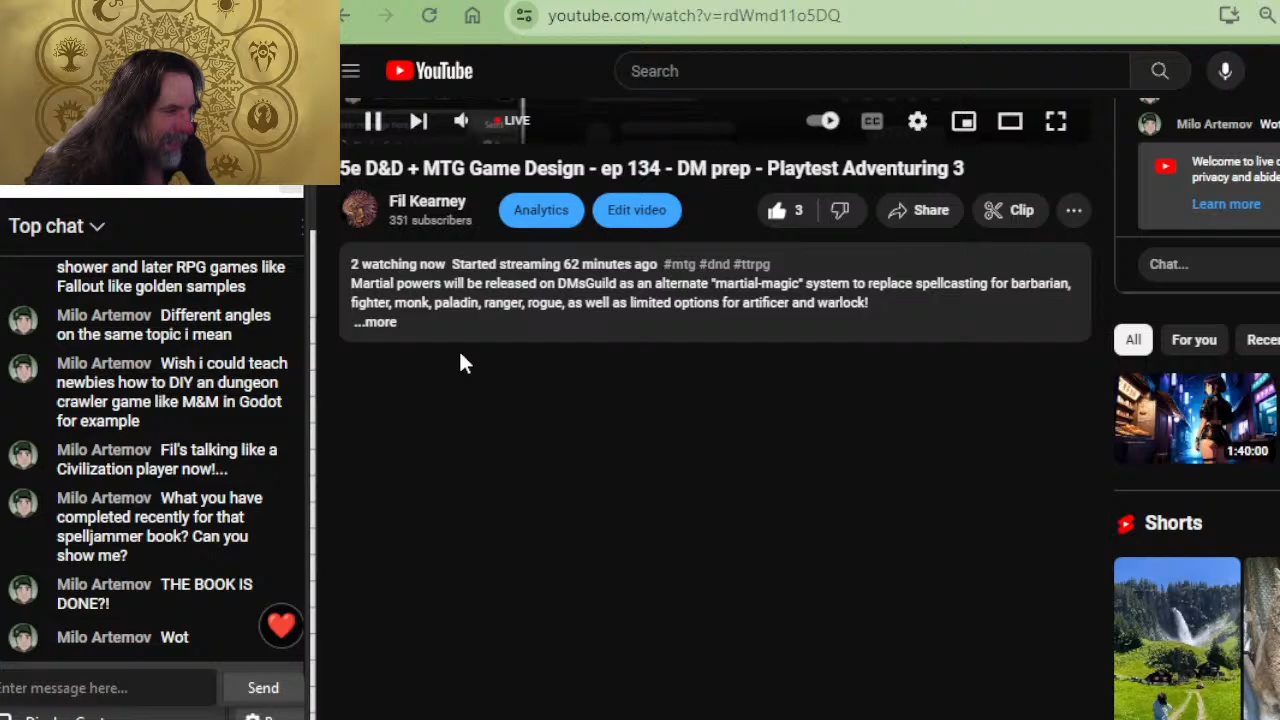 youtube.com/watch?v=rdWmd11o5DQ
YouTube
Search
LIVE
CC
5e D&D + MTG Game Design - ep 134 - DM prep - Playtest Adventuring 3
Fil Kearney
351 subscribers
Analytics
Edit video
3
Share
Clip
2 watching now Started streaming 62 minutes ago #mtg #dnd #ttrpg
Martial powers will be released on DMsGuild as an alternate "martial-magic" system to replace spellcasting for barbarian,
fighter, monk, paladin, ranger, rogue, as well as limited options for artificer and warlock!
...more
Top chat
shower and later RPG games like
Fallout like golden samples
Milo Artemov Different angles
on the same topic i mean
Milo Artemov Wish i could teach
newbies how to DIY an dungeon
crawler game like M&M in Godot
for example
Milo Artemov Fil's talking like a
Civilization player now!...
Milo Artemov What you have
completed recently for that
spelljammer book? Can you
show me?
Milo Artemov THE BOOK IS
DONE?!
Milo Artemov Wot
Enter message here...
Send
Milo Artemov Wot
Welcome to live c
privacy and abide
Learn more
Chat...
All
For you
Rece
1:40:00
Shorts